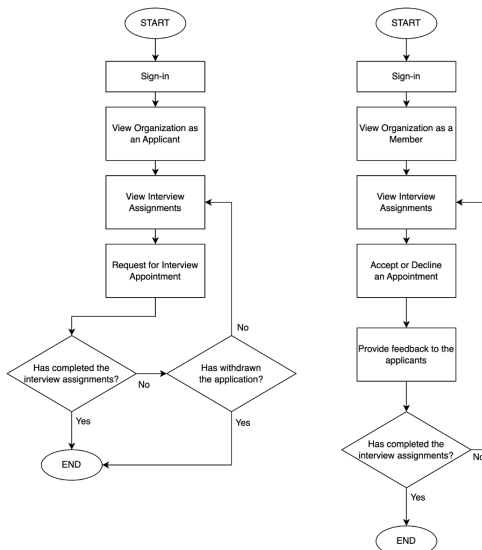 START
Sign-in
View Organization as
an Applicant
View Interview
Assignments
Request for Interview
Appointment
Has completed the
interview assignments?
No
Has withdrawn
the application?
No
Yes
Yes
END
START
Sign-in
View Organization as a
Member
View Interview
Assignments
Accept or Decline
an Appointment
Provide feedback to the
applicants
Has completed the
interview assignments?
No
Yes
END